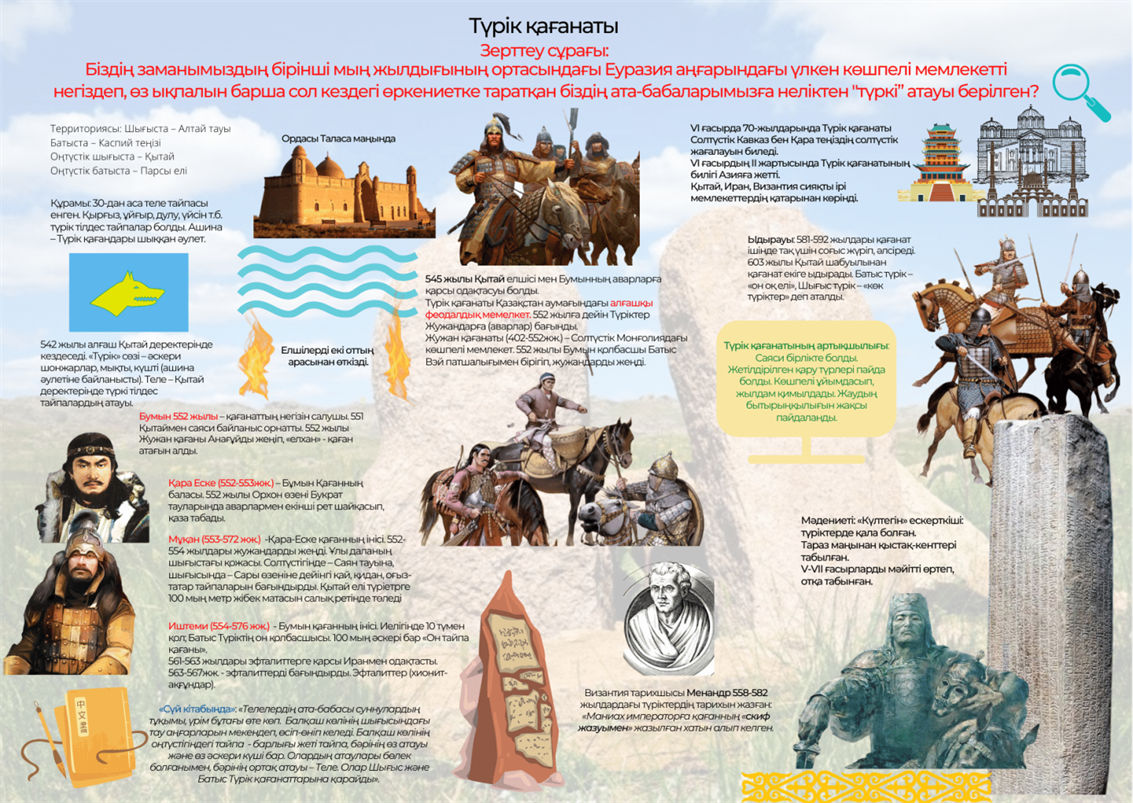 Түрік қағанаты
Зерттеу сұрағы:
Біздің заманымыздың бірінші мың жылдығының ортасындағы Еуразия аңғарындағы үлкен көшпелі мемлекетті
негіздеп, өз ықпалын барша сол кездегі өркениетке таратқан біздің ата-бабаларымызға неліктен "түркі” атауы берілген?
Территориясы: Шығыста – Алтай тауы
Батыста – Каспий теңізі
Оңтүстік шығыста – Қытай
Оңтүстік батыста – Парсы елі
Құрамы: 30-дан аса теле тайпасы
енген. Қырғыз, ұйғыр, дулу, үйсін т.б.
түрік тілдес тайпалар болды. Ашина
– Түрік қағандары шыққан әулет.
542 жылы алғаш Қытай деректерінде
кездеседі. «Түрік» сөзі – әскери
шонжарлар, мықты, күшті (ашина
әулетіне байланысты). Теле – Қытай
деректерінде түркі тілдес
тайпалардың атауы.
Ордасы Таласа маңында
Елшілерді екі оттың
арасынан өткізді.
545 жылы Қытай елшісі мен Бумынның аварларға
қарсы одақтасуы болды.
Түрік қағанаты Қазақстан аумағындағы алғашқы
феодалдық мемелкет. 552 жылға дейін Түріктер
Жужандарға (аварлар) бағынды.
Жужан қағанаты (402-552жж.) – Солтүстік Монғолиядағы
көшпелі мемлекет. 552 жылы Бумын қолбасшы Батыс
Вэй патшалығымен бірігіп, жужандарды жеңді.
VI ғасырда 70-жылдарында Түрік қағанаты
Солтүстік Кавказ бен Қара теңіздің солтүстік
жағалауын биледі.
VI ғасырдың II жартысында Түрік қағанатының
билігі Азияға жетті.
Қытай, Иран, Византия сияқты ірі
мемлекеттердің қатарынан көрінді.
Ыдырауы: 581-592 жылдары қағанат
ішінде тақ үшін соғыс жүріп, әлсіреді.
603 жылы Қытай шабуылынан
қағанат екіге ыдырады. Батыс түрік –
«он оқ елі», Шығыс түрік – «көк
түріктер» деп аталды.
Түрік қағанатының артықшылығы:
Саяси бірлікте болды.
Жетілдірілген қару түрлері пайда
болды. Көшпелі ұйымдасып,
жылдам қимылдады. Жаудың
бытыраңқылығын жақсы
пайдаланды.
Бумын 552 жылы – қағанаттың негізін салушы. 551
Қытаймен саяси байланыс орнатты. 552 жылы
Жужан қағаны Анағұйды жеңіп, «елхан» - қаған
атағын алды.
Қара Еске (552-553жж.) – Бұмын Қағанның
баласы. 552 жылы Орхон өзені Букрат
тауларында аварлармен екінші рет шайқасып,
қаза табады.
Мұқан (553-572 жж.) -Қара-Еске қағанның інісі. 552-
554 жылдары жужандарды жеңді. Ұлы даланың
шығыстағы қожасы. Солтүстігінде – Саян тауына,
шығысында – Сары өзеніне дейінгі қай, қидан, оғыз-
татар тайпаларын бағындырды. Қытай елі түріетрге
100 мың метр жібек матасын салық ретінде төледі
Иштеми (554-576 жж.) - Бумын қағанның інісі. Иелігінде 10 түмен
қол; Батыс Түріктің он қолбасшысы. 100 мың әскері бар «Он тайпа
қағаны».
561-563 жылдары эфталиттерге қарсы Иранмен одақтасты.
563-567жж. - эфталиттерді бағындырды. Эфталиттер (хионит-
акғундар).
中文書
«Сүй кітабында»: «Телелердің ата-бабасы суннулардың
тұқымы, үрім бұтағы өте көп. Балқаш көлінің шығысындағы
тау аңғарларын мекендеп, өсіп-өніп келеді. Балқаш көлінің
оңтүстігіндегі тайпа - барлығы жеті тайпа, бәрінің өз атауы
және өз әскери күші бар. Олардың атаулары бөлек
болғанымен, бәрінің ортақ атауы – Теле. Олар Шығыс және
Батыс Түрік қағанаттарына қарайды».
Византия тарихшысы Менандр 558-582
жылдардағы түріктердің тарихын жазған:
«Маниах императорға қағанның «скиф
жазуымен» жазылған хатын алып келген.
Мәдениеті: «Күлтегін» ескерткіші:
түріктерде қала болған.
Тараз маңынан қыстақ-кенттері
табылған.
V-VII ғасырларды мәйітті өртеп,
отқа табынған.